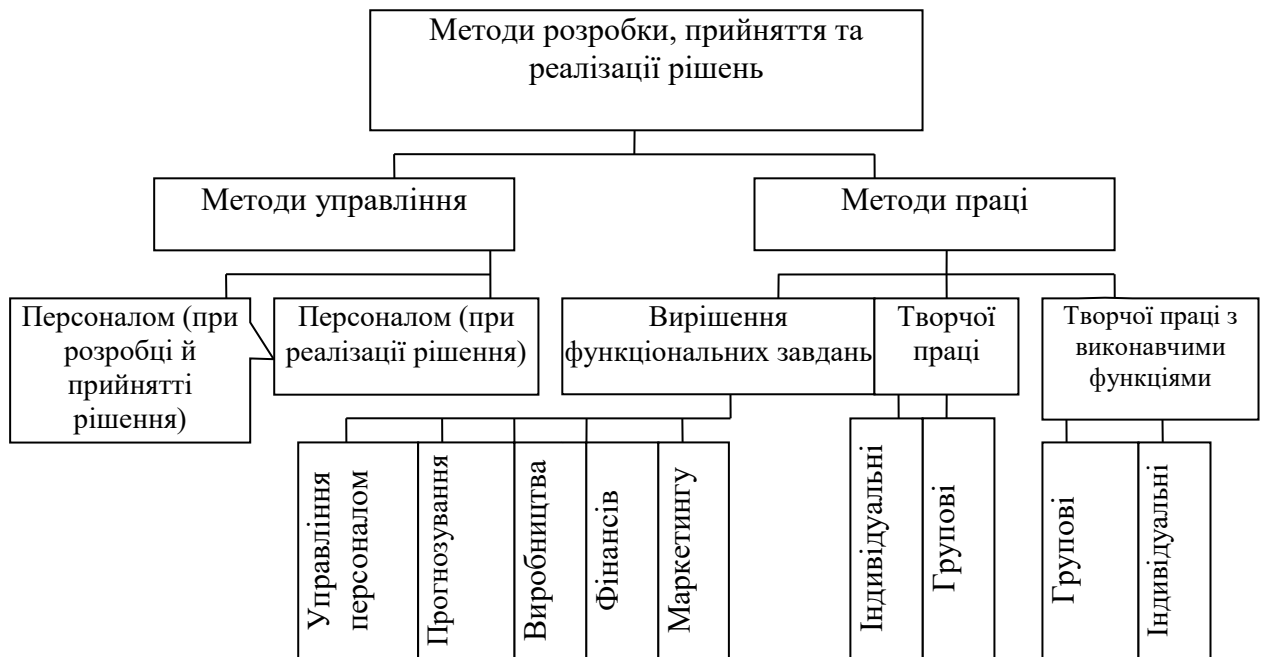 Методи розробки, прийняття та
реалізації рішень
Методи управління
Методи праці
Персоналом (при
розробці й
прийнятті
рішення)
Персоналом (при
реалізації рішення)
Вирішення
функціональних завдань
Творчої
праці
Творчої праці з
виконавчими
функціями
Управління
персоналом
Прогнозування
Виробництва
Фінансів
Маркетингу
Індивідуальні
Групові
Групові
Індивідуальні